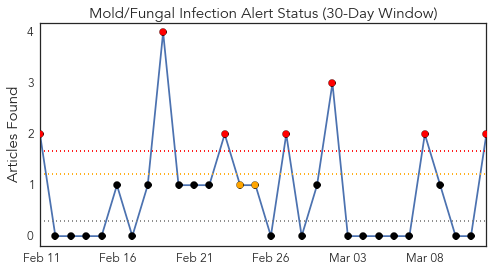 Mold/Fungal Infection Alert Status (30-Day Window)
Articles Found
4
3
2
1
0
Feb 11
Feb 16
Feb 21
Feb 26
Mar 03
Mar 08